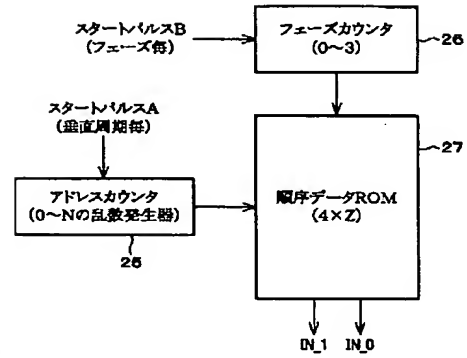 スタートパルスB
(フェーズ毎)
フェーズカウンタ
(0〜3)
26
スタートパルスA
(垂直周期毎)
27
アドレスカウンタ
(0〜Nの乱数発生器)
順序データROM
(4×Z)
25
IN_1 IN_0